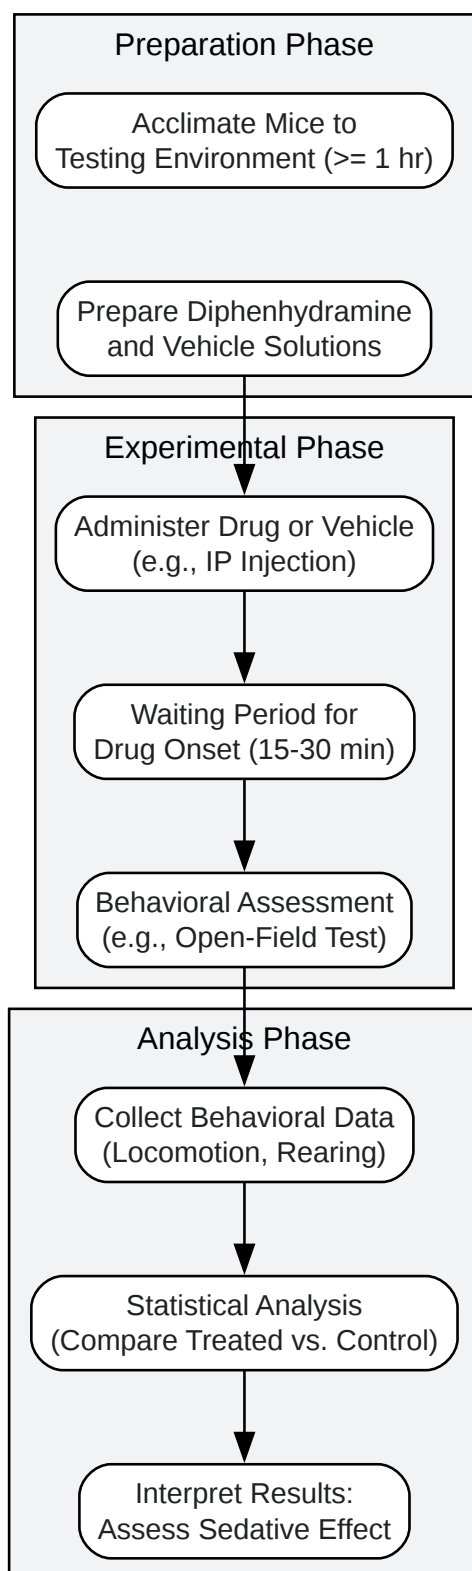 Preparation Phase
Acclimate Mice to
Testing Environment (>= 1 hr)
Prepare Diphenhydramine
and Vehicle Solutions
Experimental Phase
Administer Drug or Vehicle
(e.g., IP Injection)
Waiting Period for
Drug Onset (15-30 min)
Behavioral Assessment
(e.g., Open-Field Test)
Analysis Phase
Collect Behavioral Data
(Locomotion, Rearing)
Statistical Analysis
(Compare Treated vs. Control)
Interpret Results:
Assess Sedative Effect